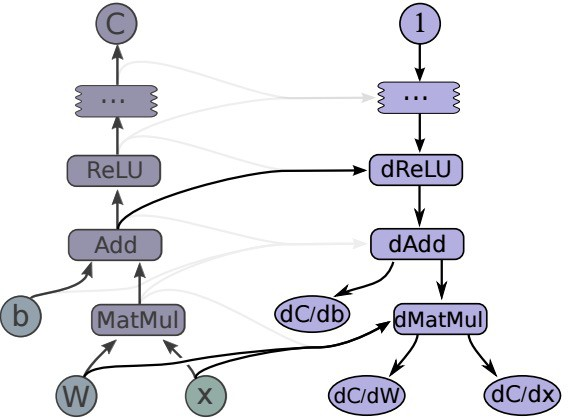 C
1
...
...
ReLU
dReLU
Add
dAdd
b
dC/db
MatMul
dMatMul
W
x
dC/dW
dC/dx